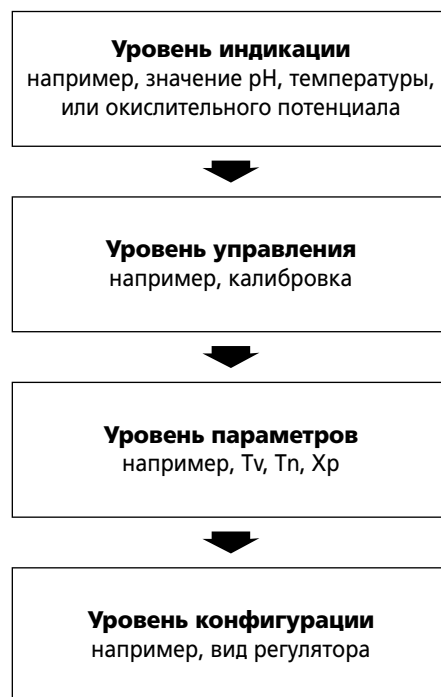 Уровень индикации
например, значение pH, температуры,
или окислительного потенциала
Уровень управления
например, калибровка
Уровень параметров
например, Tv, Tn, Xp
Уровень конфигурации
например, вид регулятора